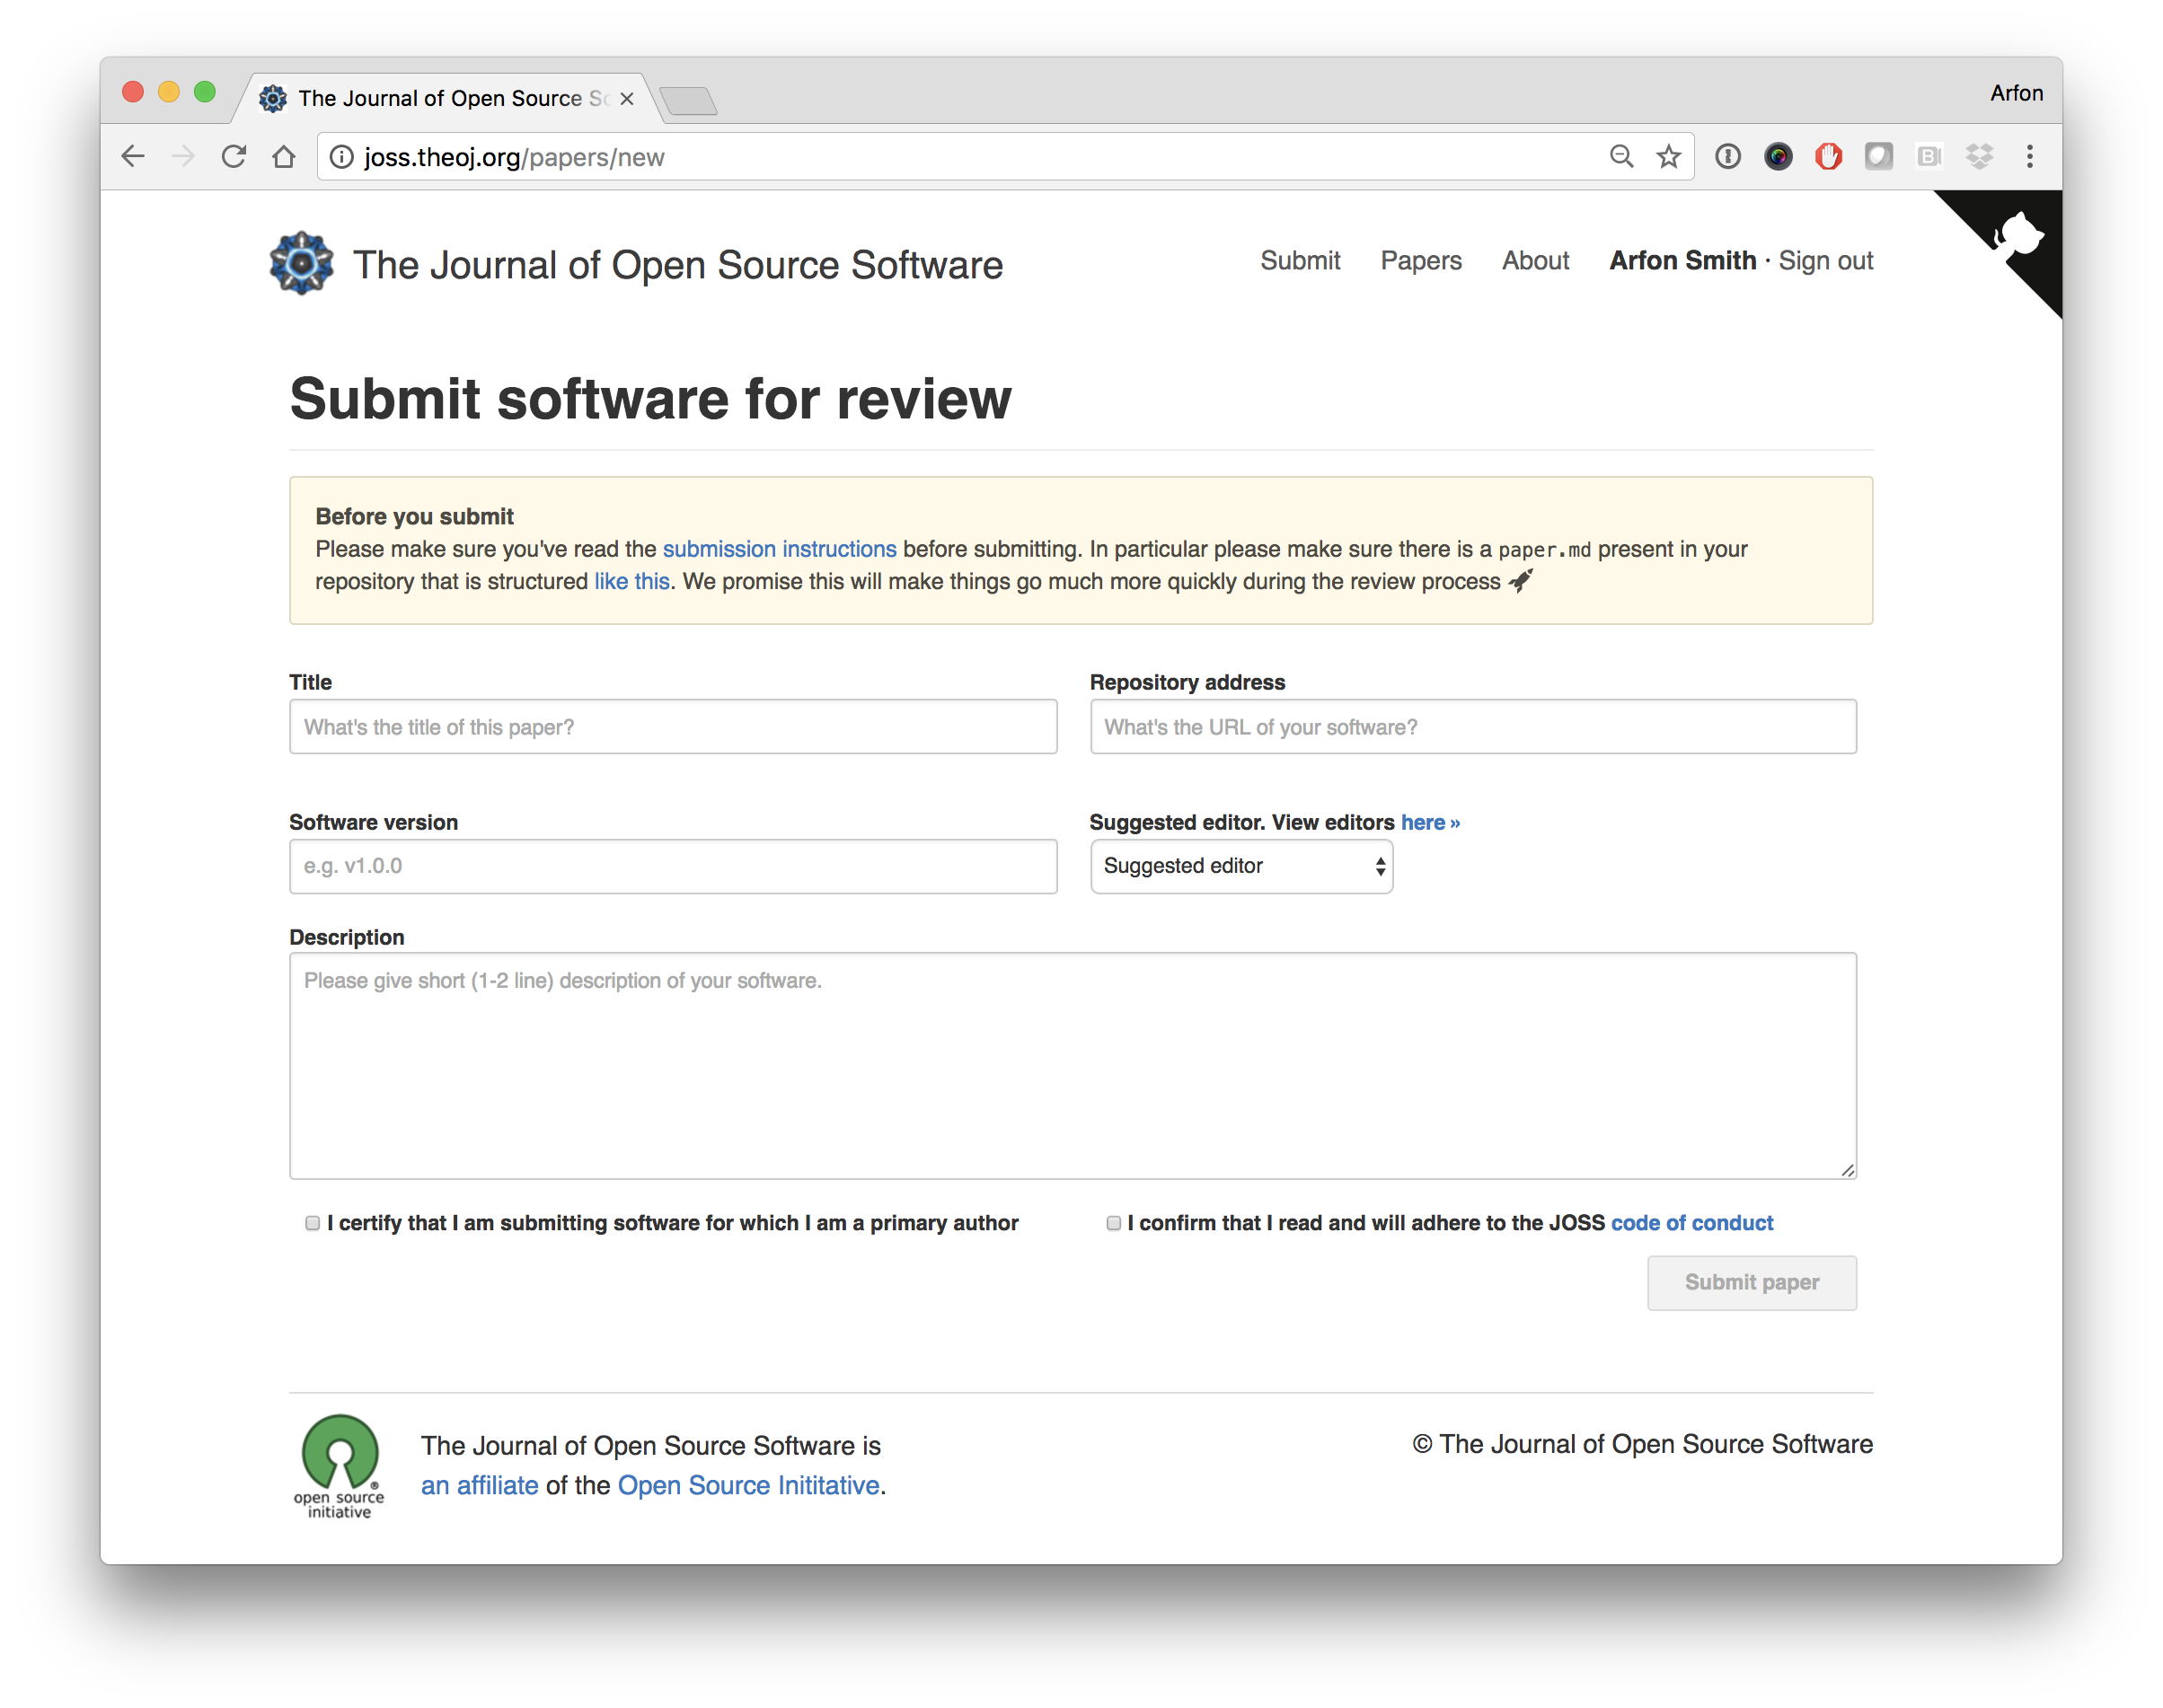 The Journal of Open Source So
Arfon
joss.theoj.org/papers/new
The Journal of Open Source Software
Submit Papers About Arfon Smith · Sign out
Submit software for review
Before you submit
Please make sure you've read the submission instructions before submitting. In particular please make sure there is a paper.md present in your
repository that is structured like this. We promise this will make things go much more quickly during the review process
Title
What's the title of this paper?
Repository address
What's the URL of your software?
Software version
e.g. v1.0.0
Suggested editor. View editors here »
Suggested editor
Description
Please give short (1-2 line) description of your software.
I certify that I am submitting software for which I am a primary author
I confirm that I read and will adhere to the JOSS code of conduct
Submit paper
open source
initiative
The Journal of Open Source Software is
an affiliate of the Open Source Inititative.
© The Journal of Open Source Software